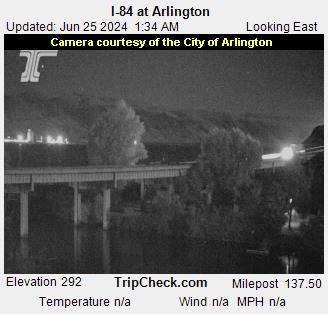 I-84 at Arlington
Updated: Jun 25 2024 1:34 AM Looking East
Camera courtesy of the City of Arlington
Elevation 292 TripCheck.com Milepost 137.50
Temperature n/a Wind n/a MPH n/a